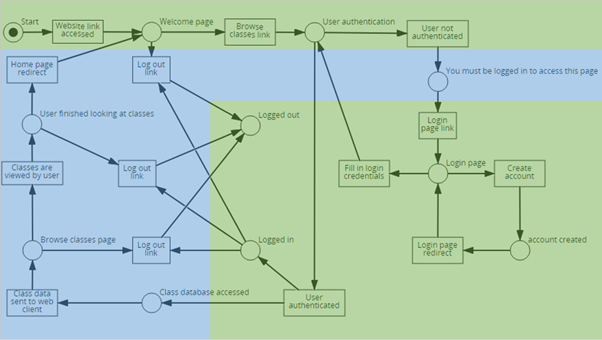 Start
Website link
accessed
Welcome page
Browse
classes link
User authentication
User not
authenticated
Home page
redirect
Log out
link
You must be logged in to access this page
User finished looking at classes
Logged out
Login
page link
Classes are
viewed by user
Log out
link
Fill in login
credentials
Login page
Create
account
Browse classes page
Log out
link
Logged in
Login page
redirect
account created
Class data
sent to web
client
Class database accessed
User
authenticated